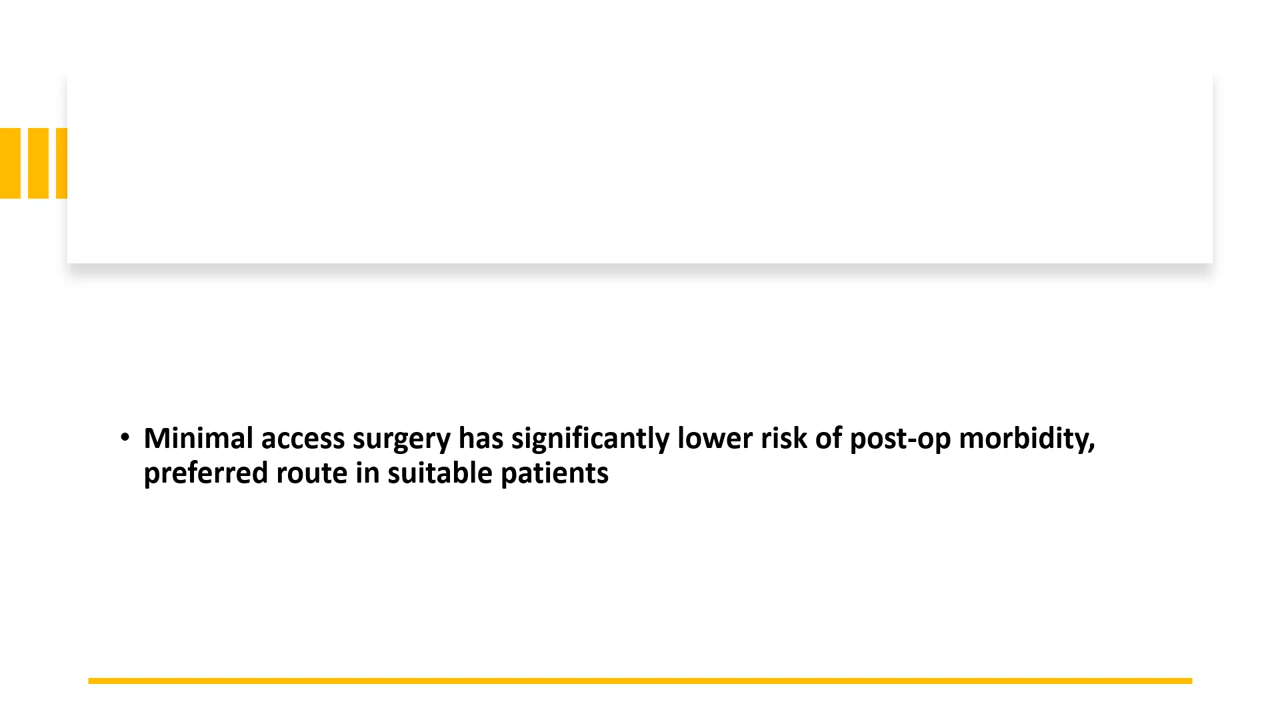 • Minimal access surgery has significantly lower risk of post-op morbidity,
preferred route in suitable patients